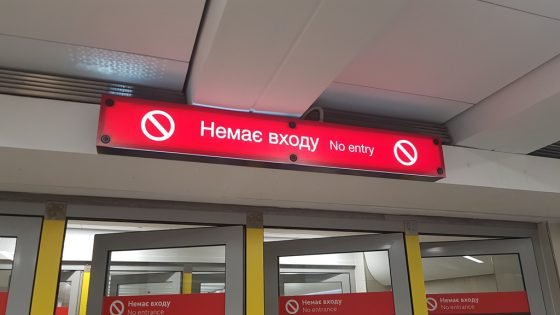 Немає входу No entry
Немає входу
No entrance
Немає входу
No entrance
Немає входу
No entrance